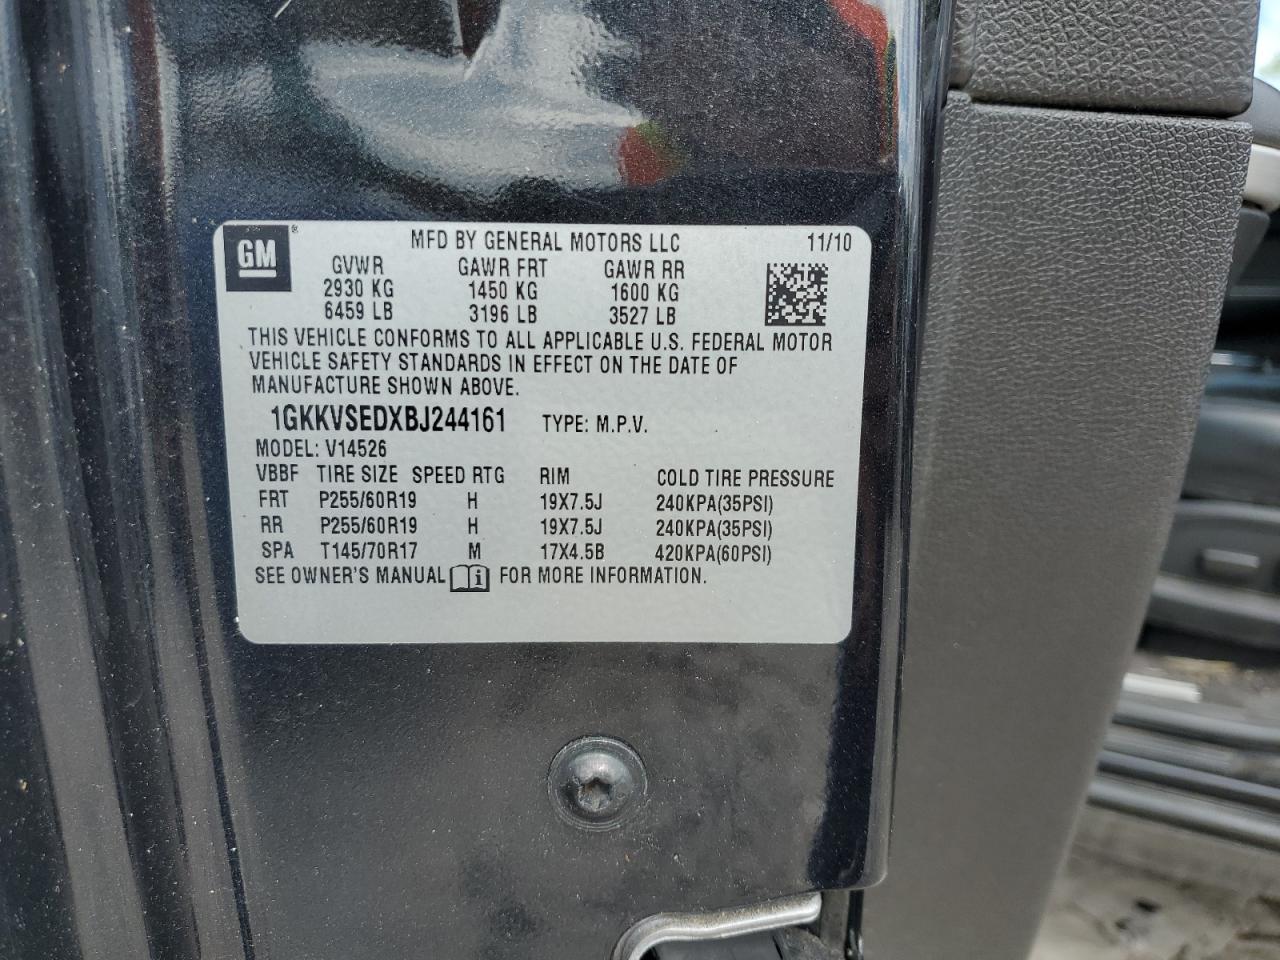 GM ® MFD BY GENERAL MOTORS LLC 11/10
GVWR GAWR FRT GAWR RR
2930 KG 1450 KG 1600 KG
6459 LB 3196 LB 3527 LB
THIS VEHICLE CONFORMS TO ALL APPLICABLE U.S. FEDERAL MOTOR
VEHICLE SAFETY STANDARDS IN EFFECT ON THE DATE OF
MANUFACTURE SHOWN ABOVE.
1GKKVSEDXBJ244161 TYPE: M.P.V.
MODEL: V14526
VBBF TIRE SIZE SPEED RTG RIM COLD TIRE PRESSURE
FRT P255/60R19 H 19X7.5J 240KPA(35PSI)
RR P255/60R19 H 19X7.5J 240KPA(35PSI)
SPA T145/70R17 M 17X4.5B 420KPA(60PSI)
SEE OWNER'S MANUAL i FOR MORE INFORMATION.